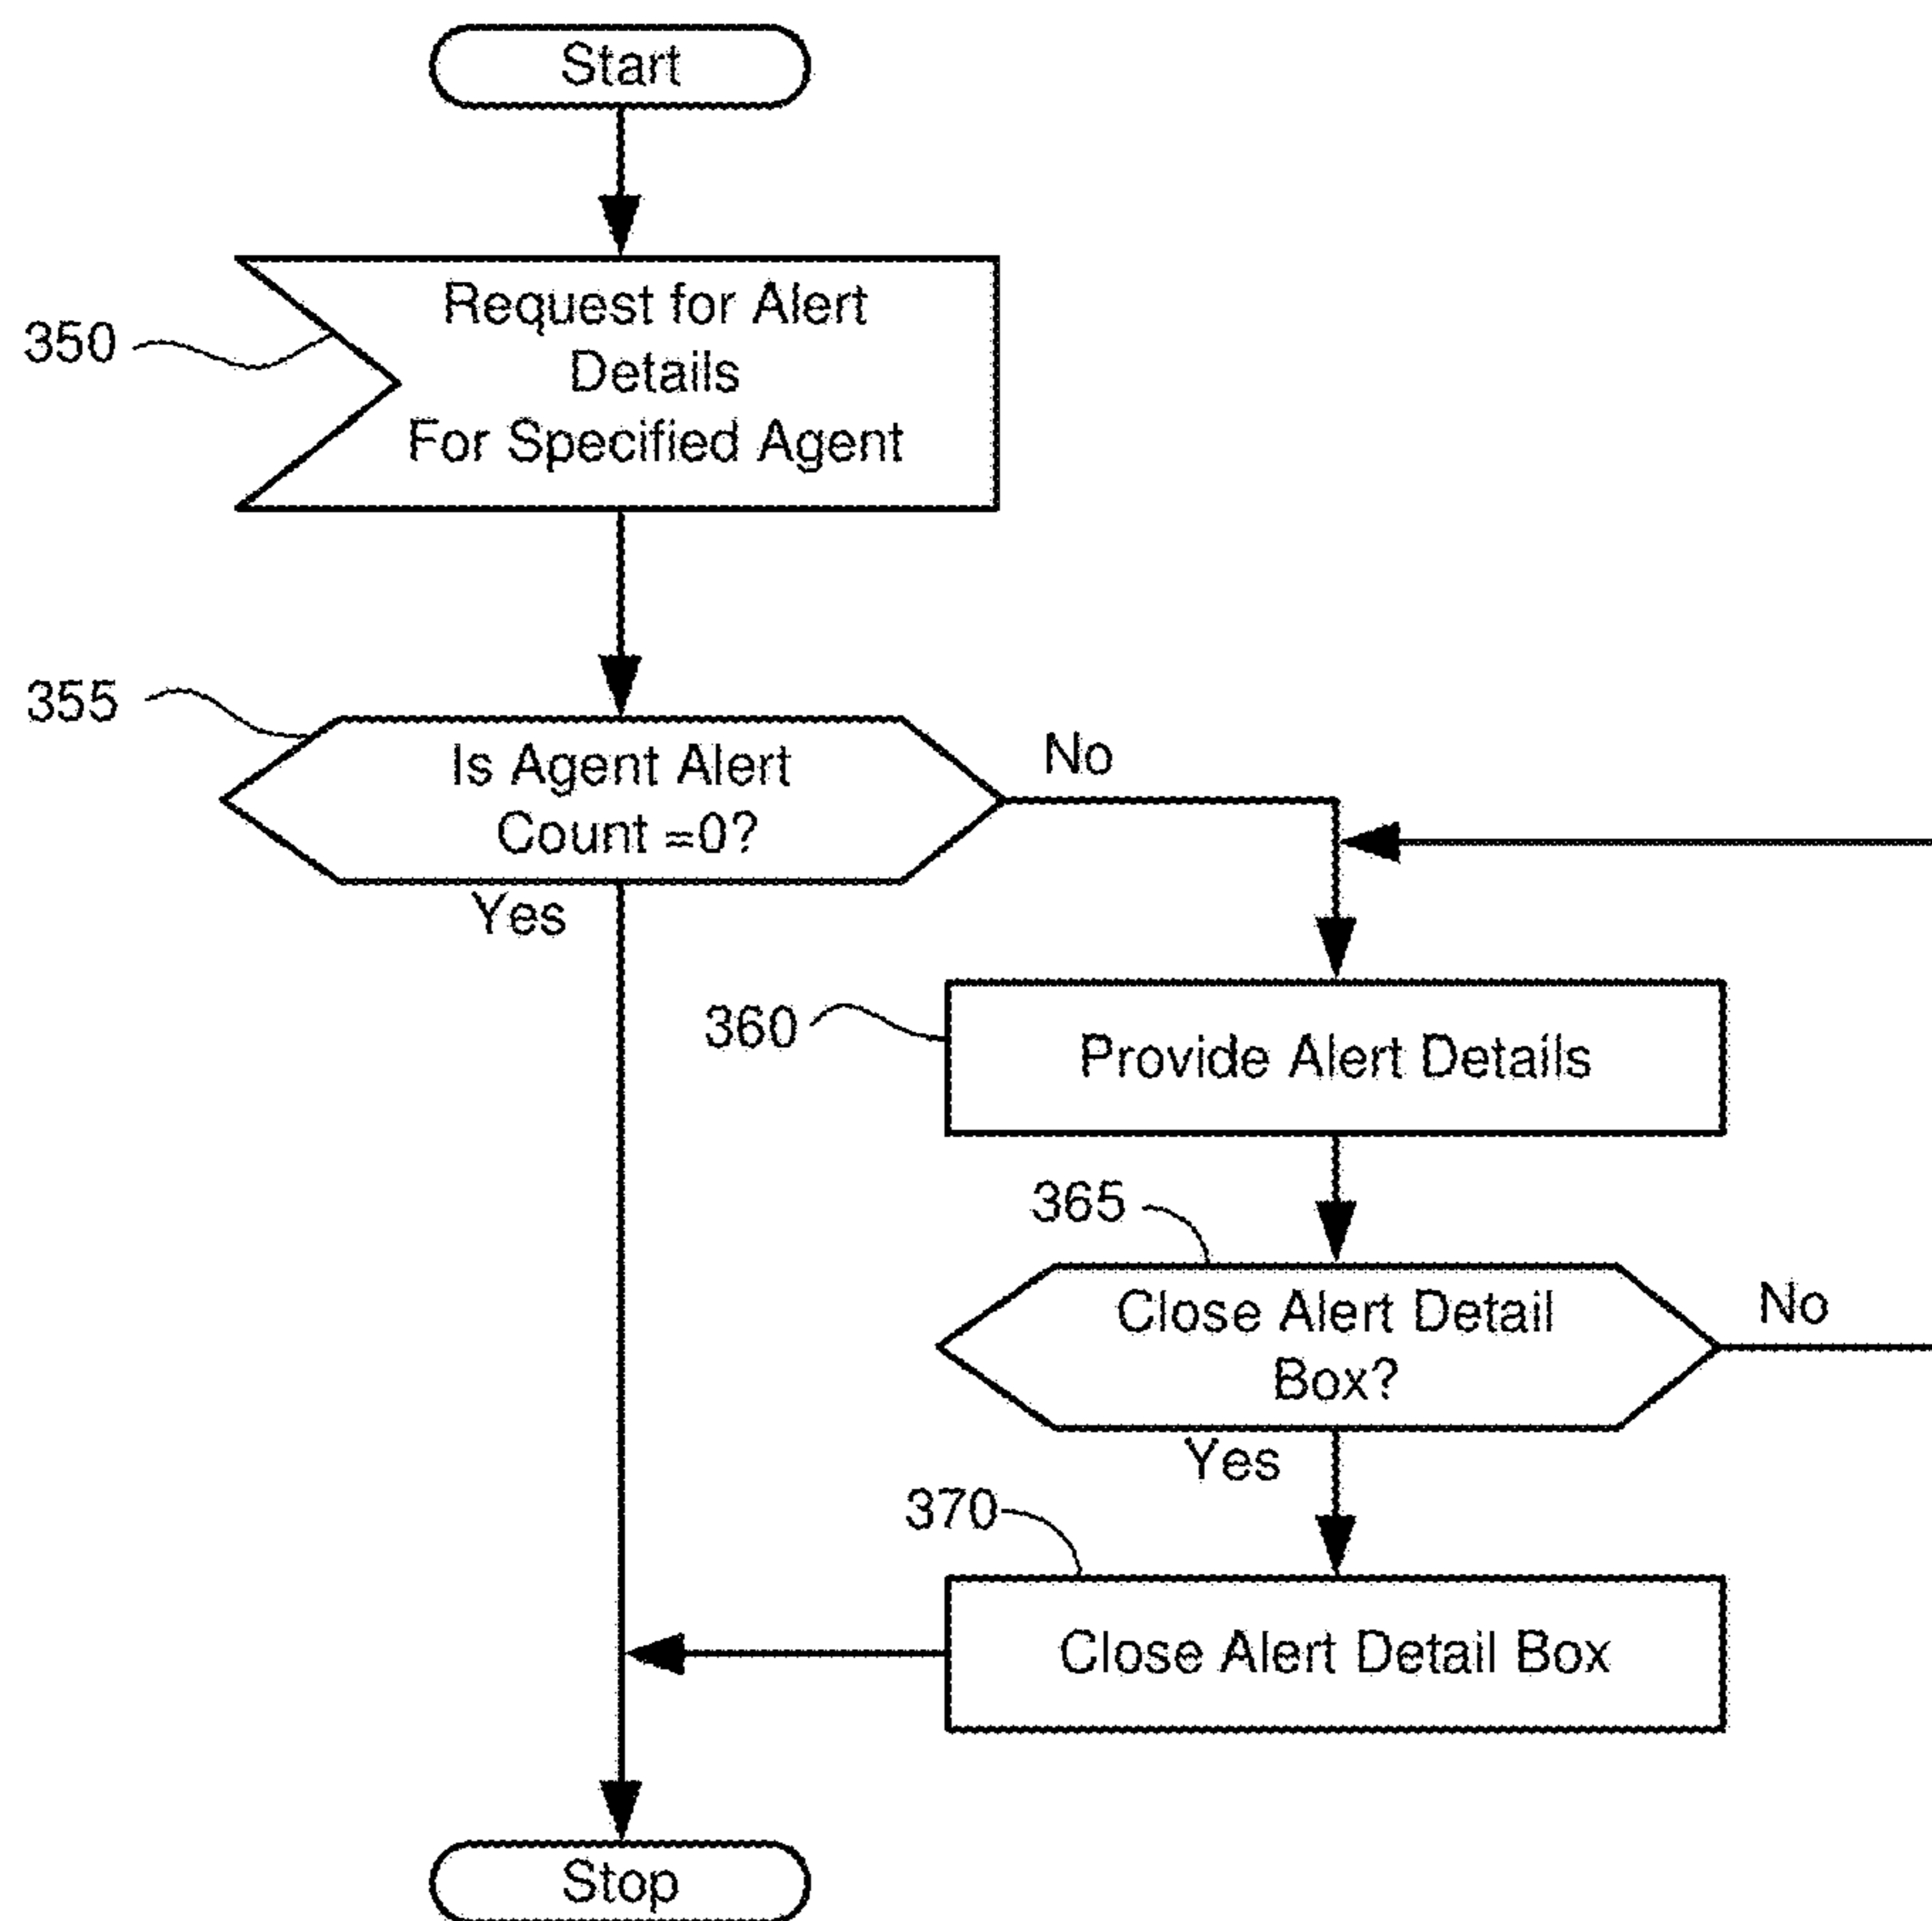 Start
350
Request for Alert
Details
For Specified Agent
355
Is Agent Alert
Count =0?
No
Yes
360
Provide Alert Details
365
Close Alert Detail
Box?
No
Yes
370
Close Alert Detail Box
Stop